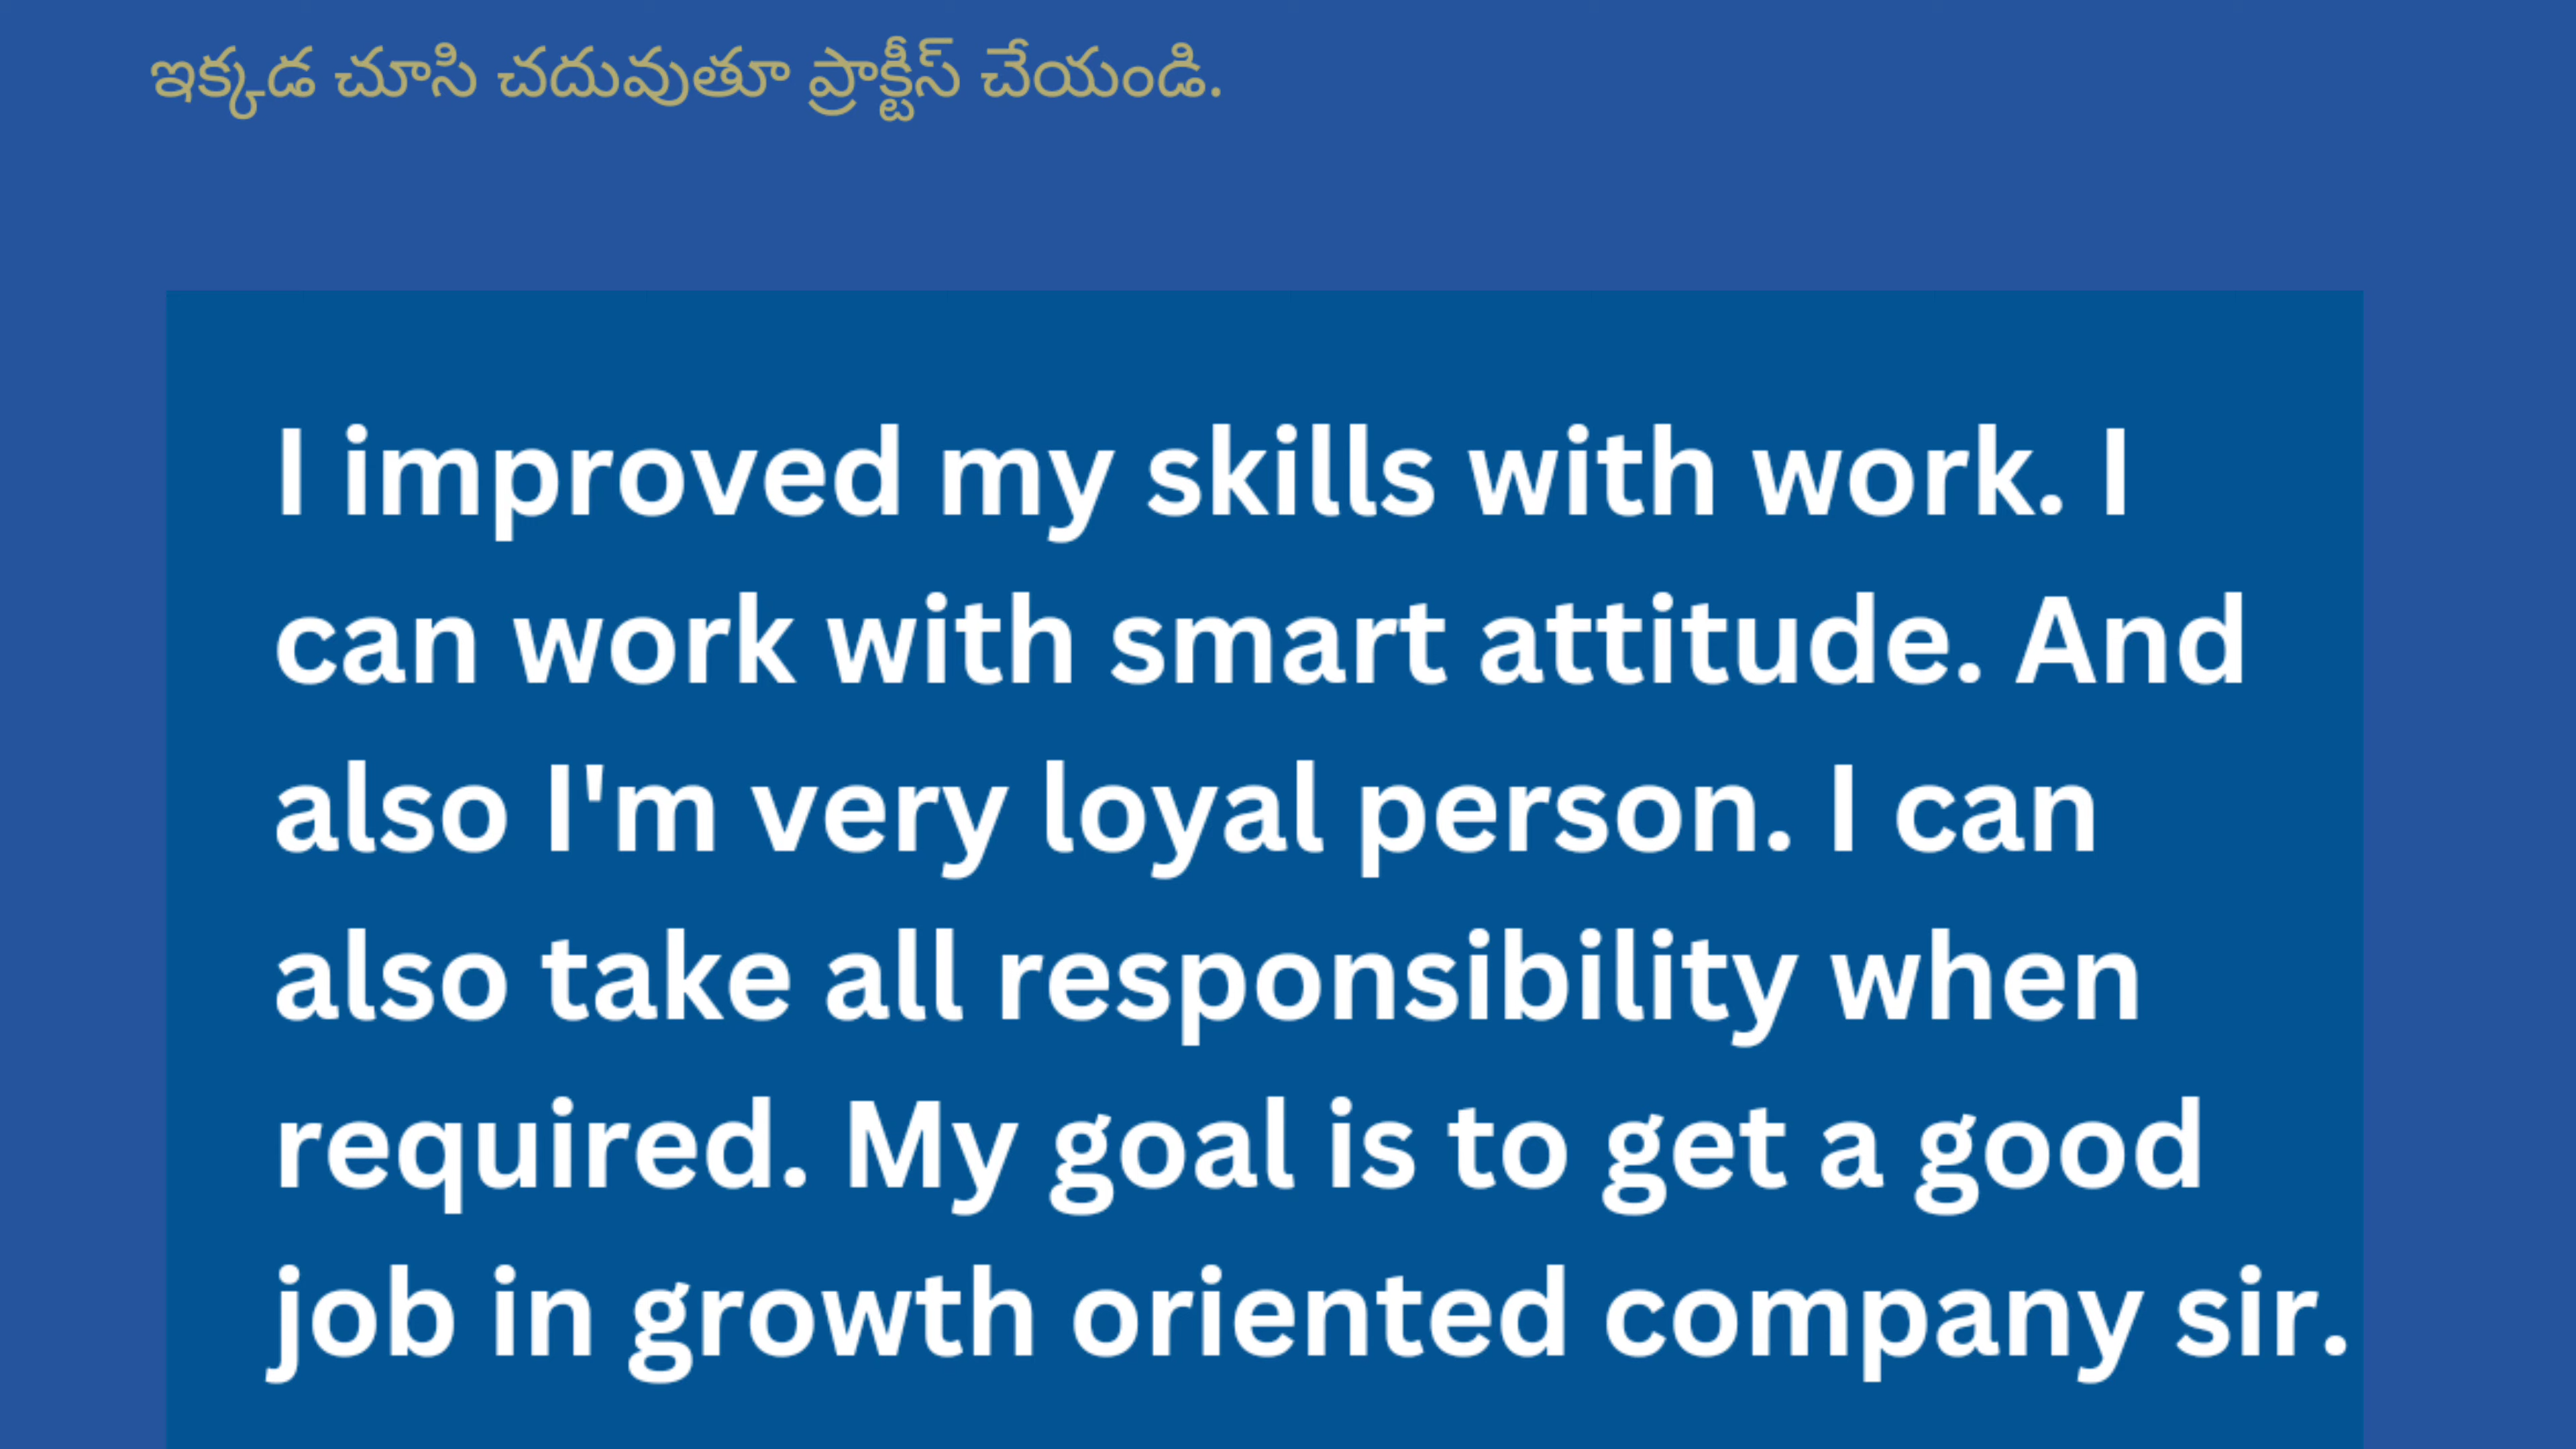 ఇక్కడ చూసి చదువుతూ ప్రాక్టీస్ చేయండి.
I improved my skills with work. I
can work with smart attitude. And
also I'm very loyal person. I can
also take all responsibility when
required. My goal is to get a good
job in growth oriented company sir.